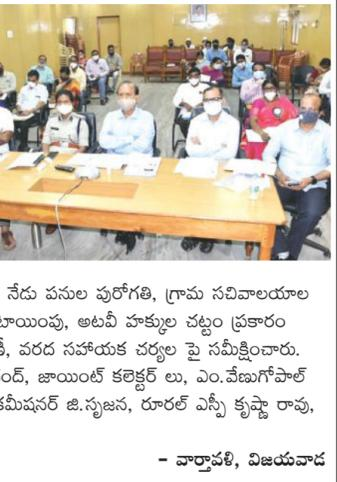 నేడు పనుల పురోగతి, గ్రామ సచివాలయాల
టాయింపు, అటవీ హక్కుల చట్టం ప్రకారం
ణీ, వరద సహాయక చర్యల పై సమీక్షించారు.
ంద్, జాయింట్ కలెక్టర్ లు, ఎం.వేణుగోపాల్
కమీషనర్ జి.సృజన, రూరల్ ఎస్పీ కృష్ణా రావు,
- వార్తావళి, విజయవాడ